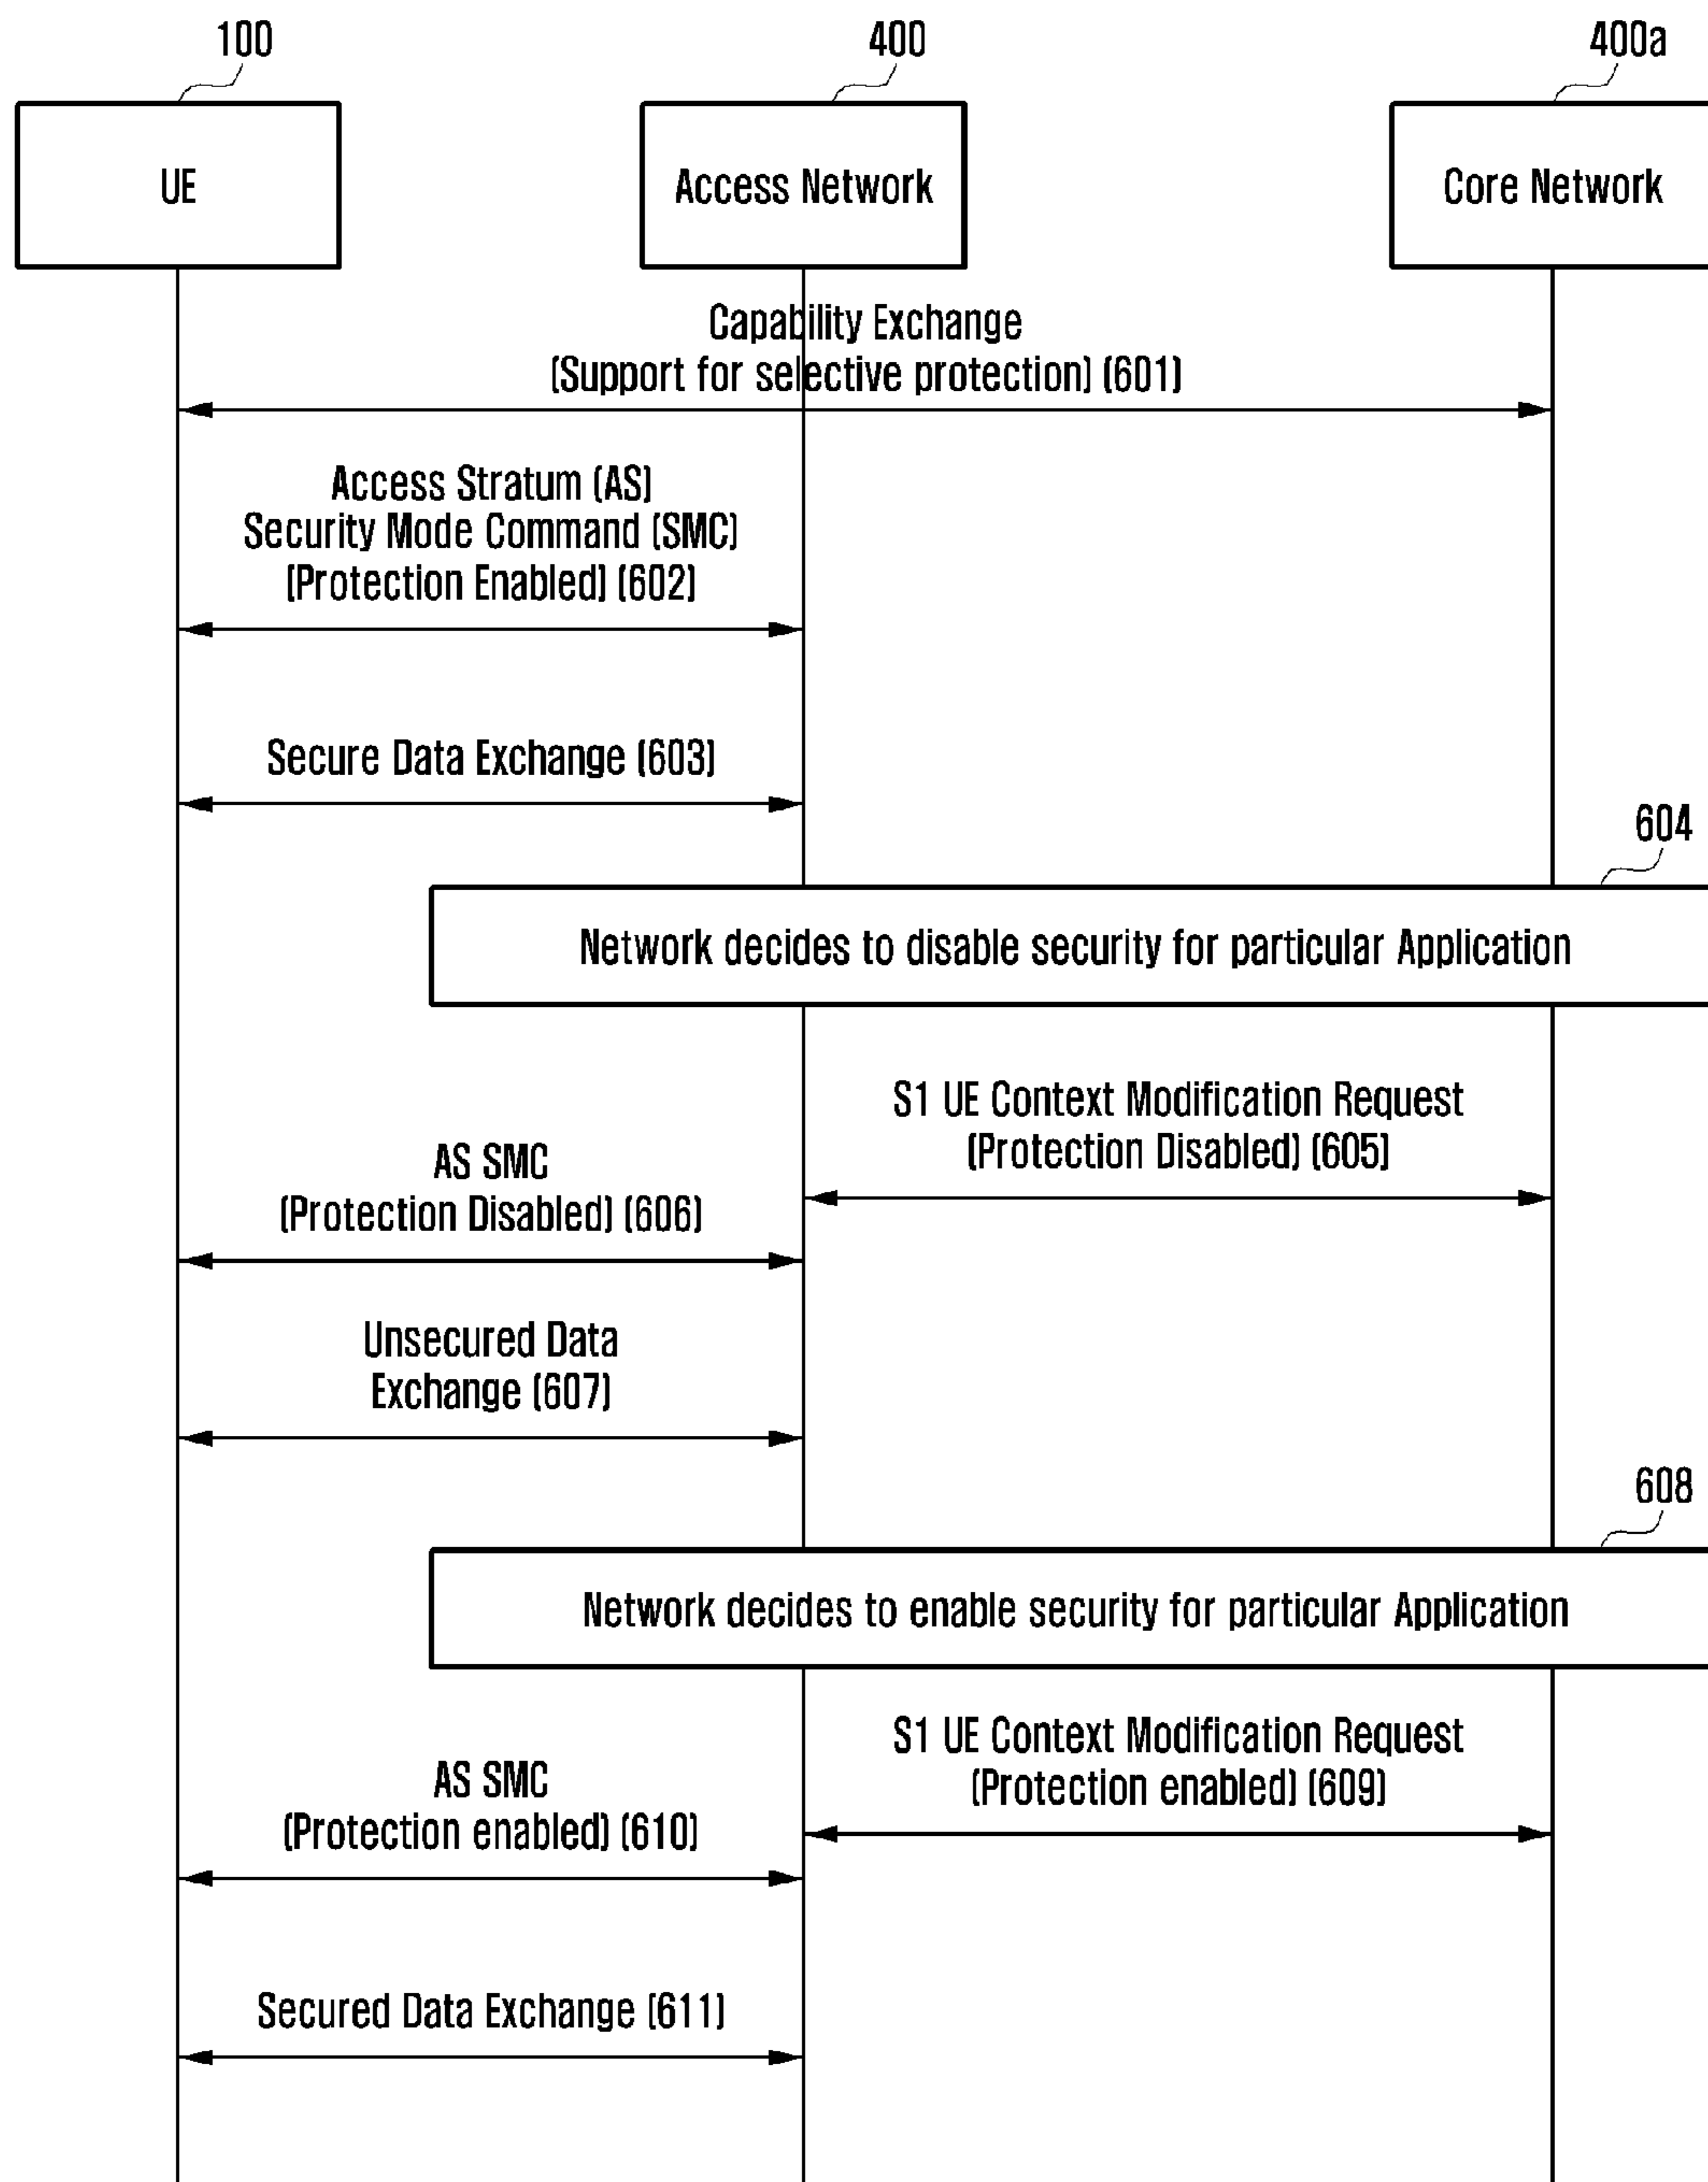 100
400
400a
UE
Access Network
Core Network
Capability Exchange
(Support for selective protection) (601)
Access Stratum (AS)
Security Mode Command (SMC)
(Protection Enabled) (602)
Secure Data Exchange (603)
604
Network decides to disable security for particular Application
S1 UE Context Modification Request
(Protection Disabled) (605)
AS SMC
(Protection Disabled) (606)
Unsecured Data
Exchange (607)
608
Network decides to enable security for particular Application
S1 UE Context Modification Request
(Protection enabled) (609)
AS SMC
(Protection enabled) (610)
Secured Data Exchange (611)